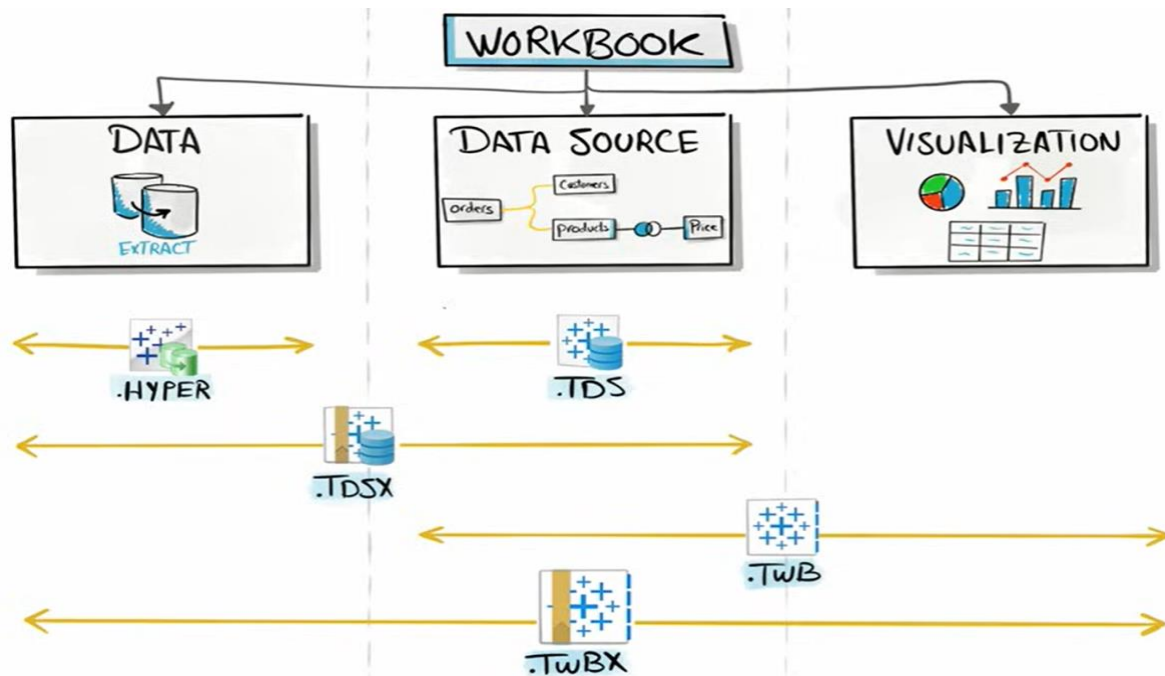 WORKBOOK
DATA
EXTRACT
DATA SOURCE
Customers
Orders
Products
Price
VISUALIZATION
.HYPER
.TDS
.TDSX
.TWB
.TWBX